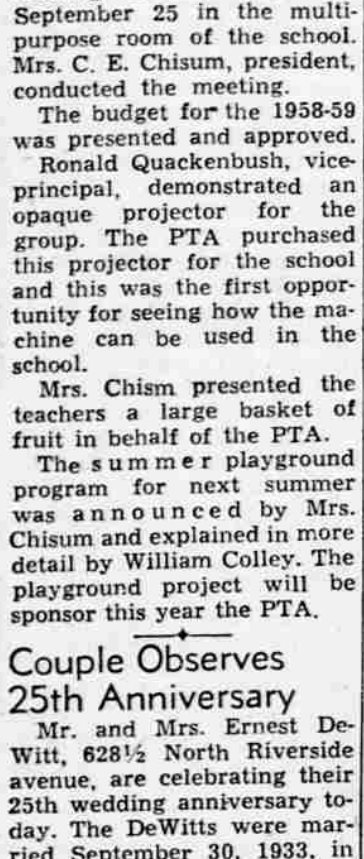 September 25 in the multi-
purpose room of the school.
Mrs. C. E. Chisum, president,
conducted the meeting.
The budget for the 1958-59
was presented and approved.
Ronald Quackenbush, vice-
principal, demonstrated an
opaque projector for the
group. The PTA purchased
this projector for the school
and this was the first oppor-
tunity for seeing how the ma-
chine can be used in the
school.
Mrs. Chism presented the
teachers a large basket of
fruit in behalf of the PTA.
The summer playground
program for next summer
was announced by Mrs.
Chisum and explained in more
detail by William Colley. The
playground project will be
sponsor this year the PTA.
Couple Observes
25th Anniversary
Mr. and Mrs. Ernest De-
Witt, 628½ North Riverside
avenue, are celebrating their
25th wedding anniversary to-
day. The DeWitts were mar-
ried September 30, 1933, in